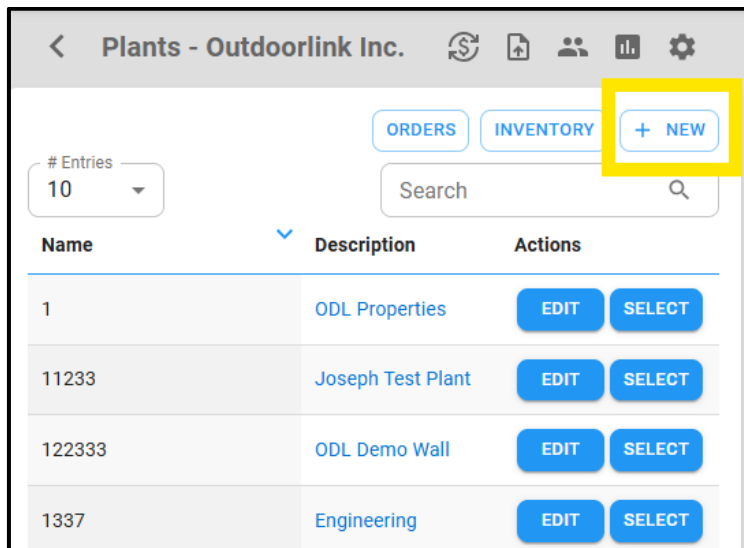 Plants - Outdoorlink Inc.
ORDERS INVENTORY + NEW
# Entries
10 Search
Name Description Actions
1 ODL Properties EDIT SELECT
11233 Joseph Test Plant EDIT SELECT
122333 ODL Demo Wall EDIT SELECT
1337 Engineering EDIT SELECT